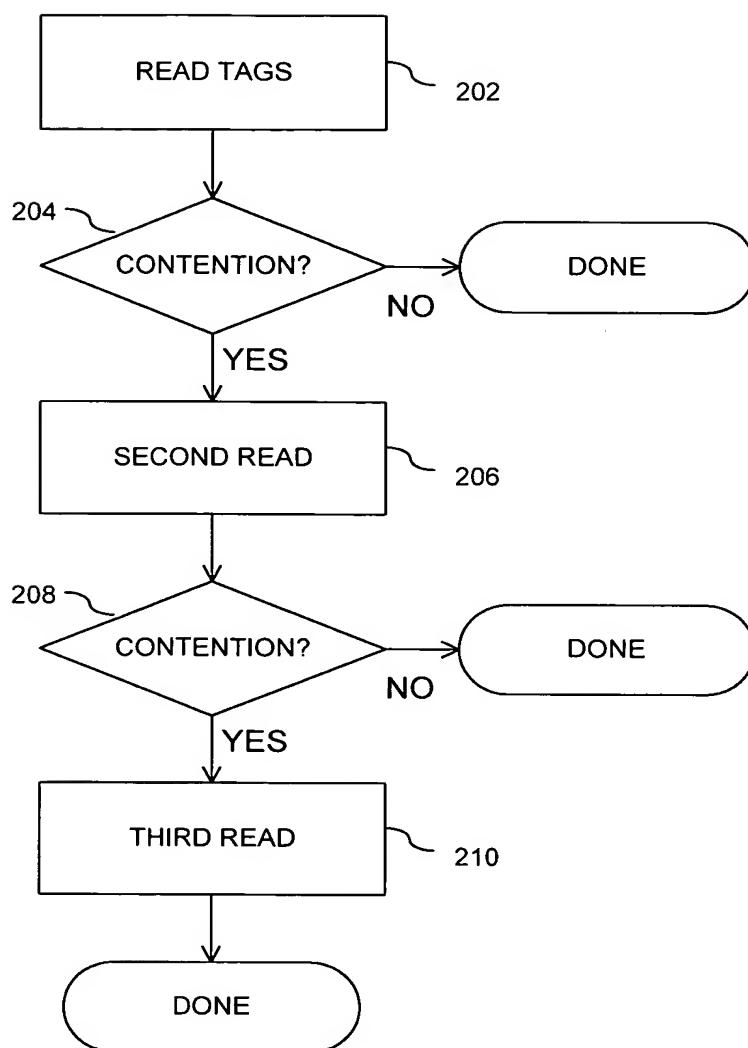 READ TAGS
202
204
CONTENTION?
DONE
NO
YES
SECOND READ
206
208
CONTENTION?
DONE
NO
YES
THIRD READ
210
DONE